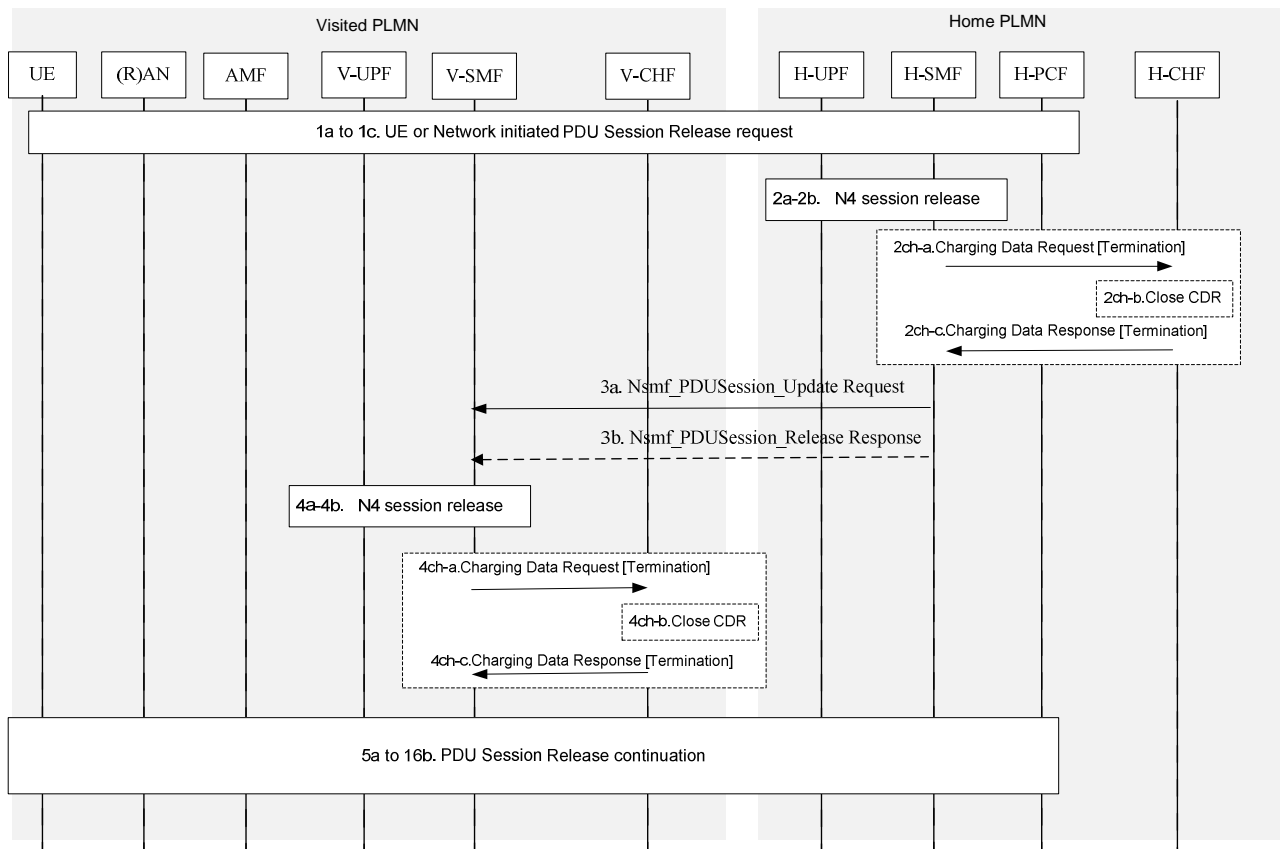 Visited PLMN
Home PLMN
UE
(R)AN
AMF
V-UPF
V-SMF
V-CHF
H-UPF
H-SMF
H-PCF
H-CHF
1a to 1c. UE or Network initiated PDU Session Release request
2a-2b. N4 session release
2ch-a.Charging Data Request [Termination]
2ch-b.Close CDR
2ch-c.Charging Data Response [Termination]
3a. Nsmf_PDUSession_Update Request
3b. Nsmf_PDUSession_Release Response
4a-4b. N4 session release
4ch-a.Charging Data Request [Termination]
4ch-b.Close CDR
4ch-c.Charging Data Response [Termination]
5a to 16b. PDU Session Release continuation